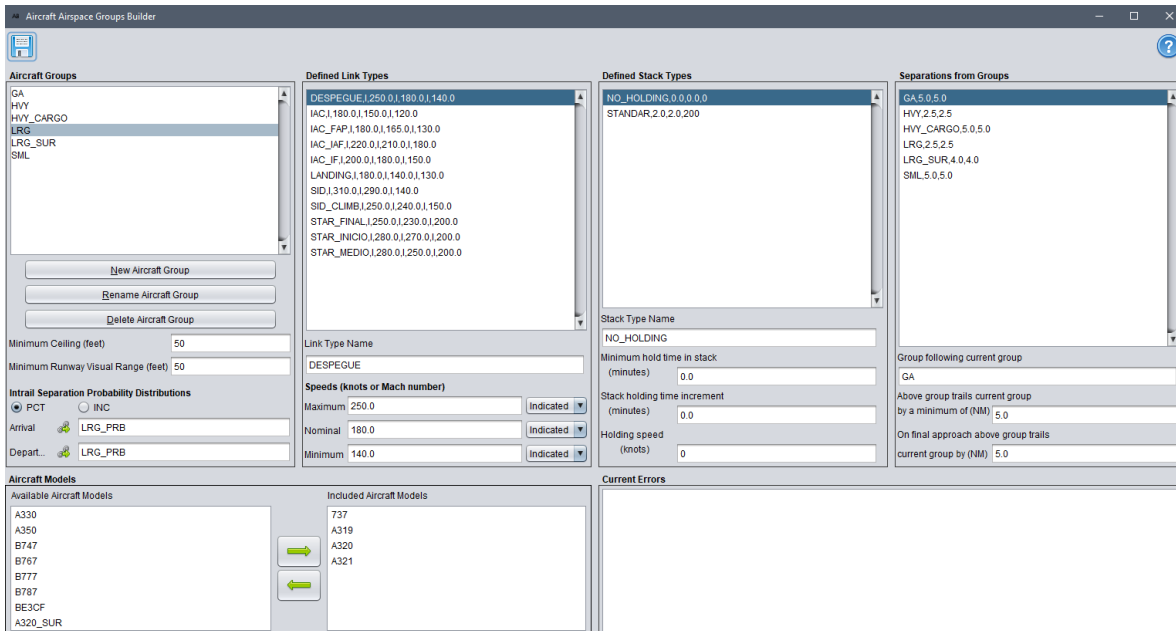 Aircraft Airspace Groups Builder
Aircraft Groups
GA
HVY
HVY_CARGO
LRG
LRG_SUR
SML
New Aircraft Group
Rename Aircraft Group
Delete Aircraft Group
Minimum Ceiling (feet) 50
Minimum Runway Visual Range (feet) 50
Intrail Separation Probability Distributions
PCT INC
Arrival LRG_PRB
Depart... LRG_PRB
Defined Link Types
DESPEGUE,I,250.0,I,180.0,I,140.0
IAC,I,180.0,I,150.0,I,120.0
IAC_FAP,I,180.0,I,165.0,I,130.0
IAC_IAF,I,220.0,I,210.0,I,180.0
IAC_IF,I,200.0,I,180.0,I,150.0
LANDING,I,180.0,I,140.0,I,130.0
SID,I,310.0,I,290.0,I,140.0
SID_CLIMB,I,250.0,I,240.0,I,150.0
STAR_FINAL,I,250.0,I,230.0,I,200.0
STAR_INICIO,I,280.0,I,270.0,I,200.0
STAR_MEDIO,I,280.0,I,250.0,I,200.0
Link Type Name
DESPEGUE
Speeds (knots or Mach number)
Maximum 250.0 Indicated
Nominal 180.0 Indicated
Minimum 140.0 Indicated
Defined Stack Types
NO_HOLDING,0.0,0.0,0
STANDAR,2.0,2.0,200
Stack Type Name
NO_HOLDING
Minimum hold time in stack
(minutes) 0.0
Stack holding time increment
(minutes) 0.0
Holding speed
(knots) 0
Separations from Groups
GA,5.0,5.0
HVY,2.5,2.5
HVY_CARGO,5.0,5.0
LRG,2.5,2.5
LRG_SUR,4.0,4.0
SML,5.0,5.0
Group following current group
GA
Above group trails current group
by a minimum of (NM) 5.0
On final approach above group trails
current group by (NM) 5.0
Aircraft Models
Available Aircraft Models
A330
A350
B747
B767
B777
B787
BE3CF
A320_SUR
Included Aircraft Models
737
A319
A320
A321
Current Errors